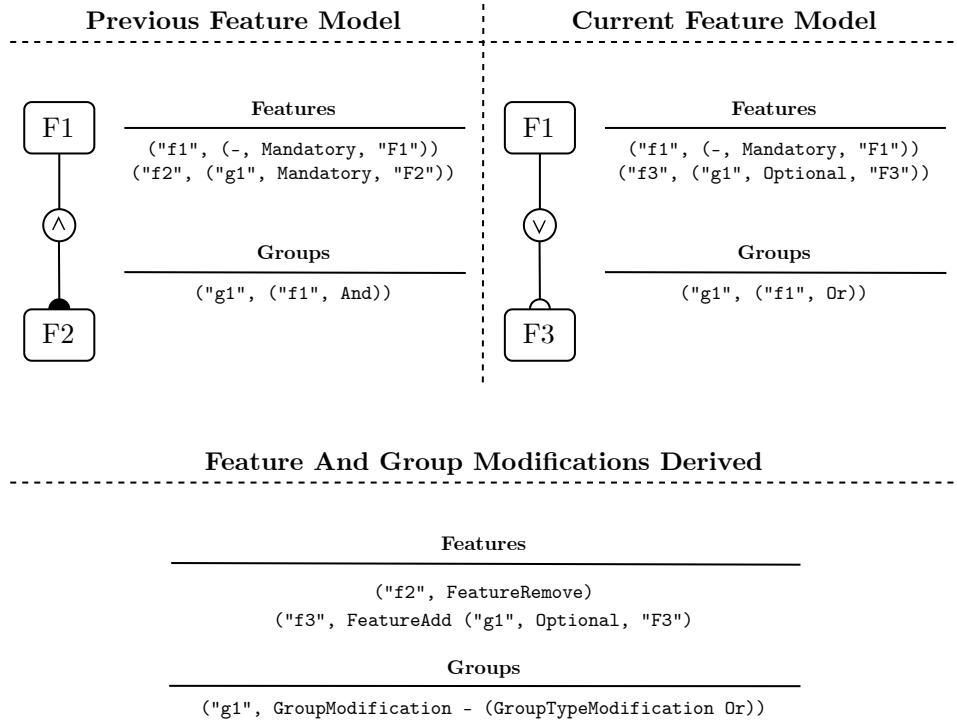 Previous Feature Model
F1
∧
F2
Features
("f1", (-, Mandatory, "F1"))
("f2", ("g1", Mandatory, "F2"))
Groups
("g1", ("f1", And))
Current Feature Model
F1
∨
F3
Features
("f1", (-, Mandatory, "F1"))
("f3", ("g1", Optional, "F3"))
Groups
("g1", ("f1", Or))
Feature And Group Modifications Derived
Features
("f2", FeatureRemove)
("f3", FeatureAdd ("g1", Optional, "F3")
Groups
("g1", GroupModification - (GroupTypeModification Or))